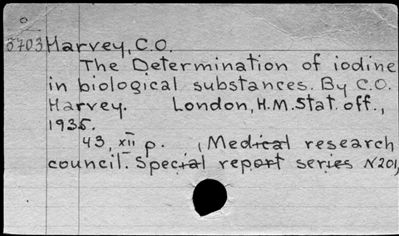 3703 Harvey, C.O.
The Determination of iodine
in biological substances. By C.O.
Harvey. London, H.M. Stat. off.,
1935.
43, xii p. (Medical research
council. Special report series N201)